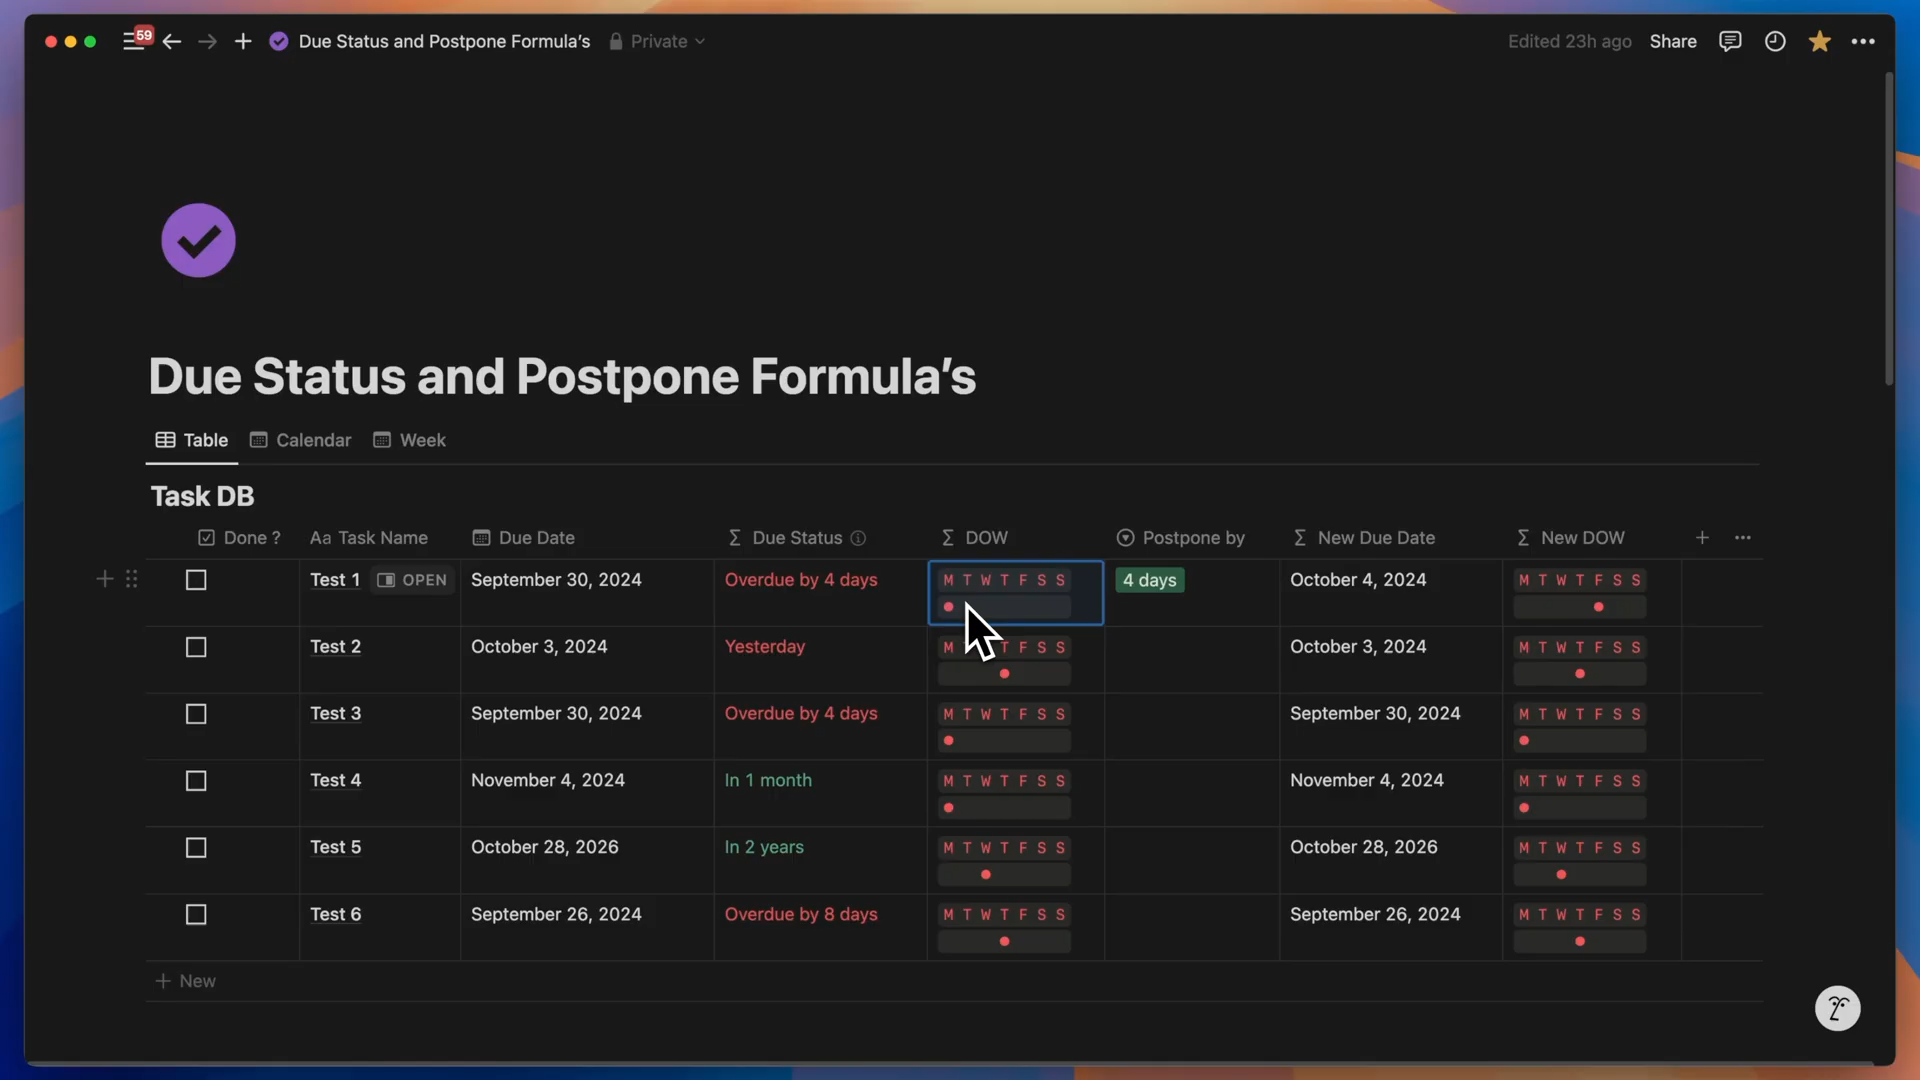 59
Due Status and Postpone Formula's
Private
Edited 23h ago
Share
Due Status and Postpone Formula's
Table
Calendar
Week
Task DB
Done ?
Aa Task Name
Due Date
Σ Due Status
Σ DOW
Postpone by
Σ New Due Date
Σ New DOW
Test 1
OPEN
September 30, 2024
Overdue by 4 days
M T W T F S S
4 days
October 4, 2024
M T W T F S S
Test 2
October 3, 2024
Yesterday
M T F S S
October 3, 2024
M T W T F S S
Test 3
September 30, 2024
Overdue by 4 days
M T W T F S S
September 30, 2024
M T W T F S S
Test 4
November 4, 2024
In 1 month
M T W T F S S
November 4, 2024
M T W T F S S
Test 5
October 28, 2026
In 2 years
M T W T F S S
October 28, 2026
M T W T F S S
Test 6
September 26, 2024
Overdue by 8 days
M T W T F S S
September 26, 2024
M T W T F S S
+ New